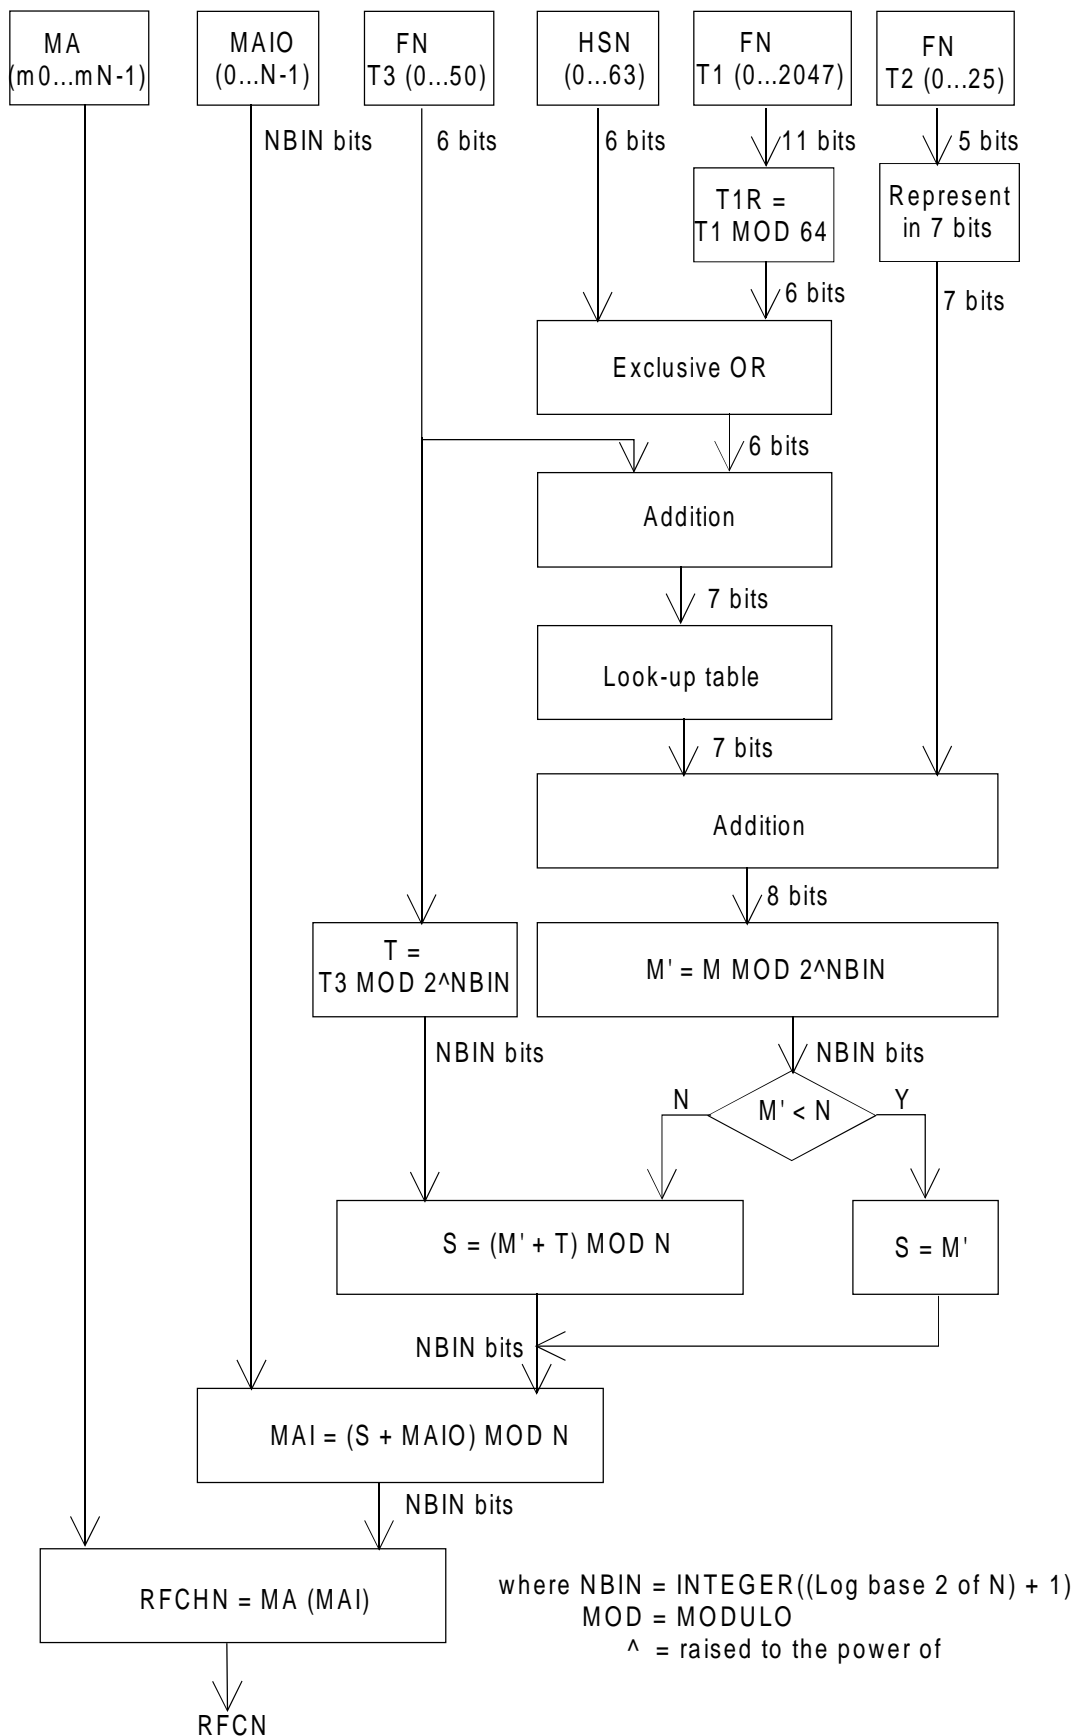 MA
(m0...mN-1)
MAIO
(0...N-1)
FN
T3 (0...50)
HSN
(0...63)
FN
T1 (0...2047)
FN
T2 (0...25)
NBIN bits
6 bits
6 bits
11 bits
5 bits
T1R =
T1 MOD 64
Represent
in 7 bits
6 bits
7 bits
Exclusive OR
6 bits
Addition
7 bits
Look-up table
7 bits
Addition
8 bits
T =
T3 MOD 2^NBIN
M' = M MOD 2^NBIN
NBIN bits
NBIN bits
N
M' < N
Y
S = (M' + T) MOD N
S = M'
NBIN bits
MAI = (S + MAIO) MOD N
NBIN bits
RFCHN = MA (MAI)
where NBIN = INTEGER((Log base 2 of N) + 1)
MOD = MODULO
^ = raised to the power of
RFCN